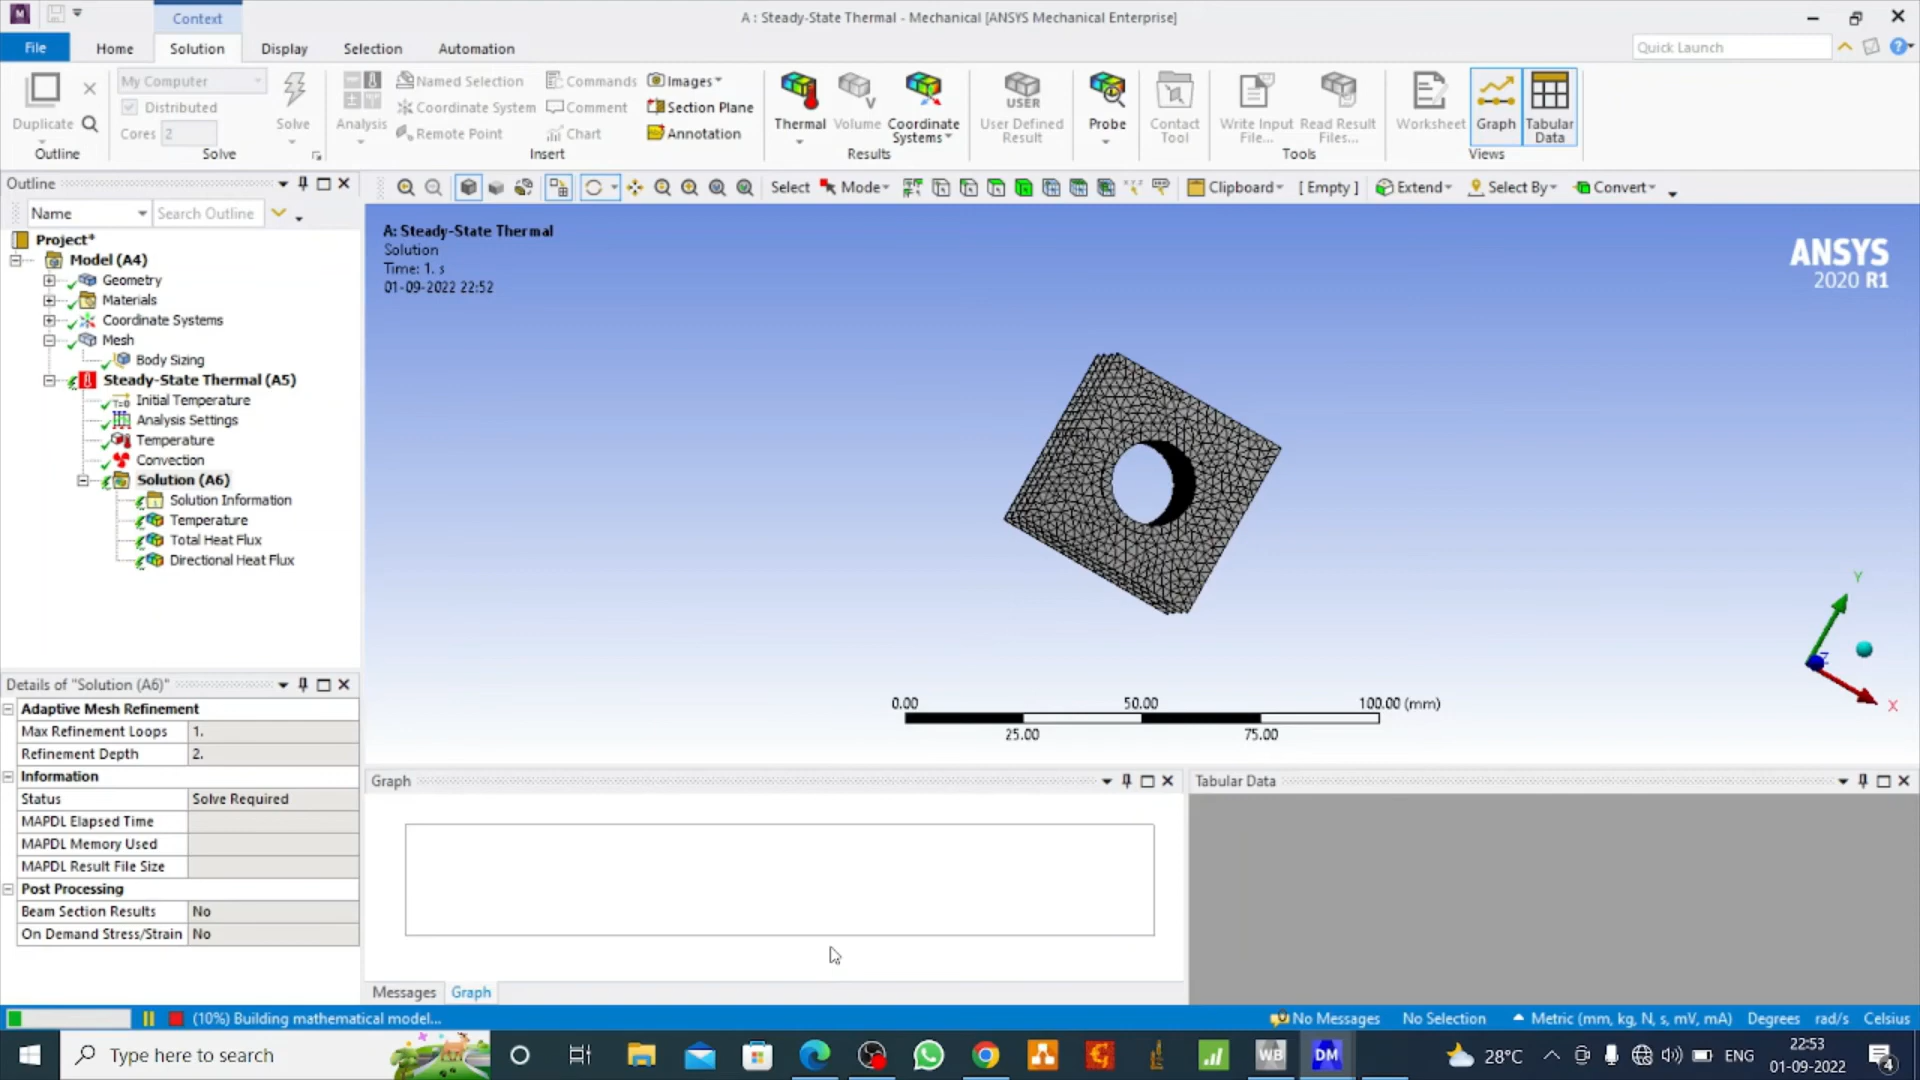 Context
A : Steady-State Thermal - Mechanical [ANSYS Mechanical Enterprise]
File Home Solution Display Selection Automation
Quick Launch
Duplicate
Outline
My Computer
Distributed
Cores 2
Solve
Solve
Analysis
Named Selection
Coordinate System
Remote Point
Commands
Comment
Chart
Images
Section Plane
Annotation
Insert
Thermal
Volume
Coordinate Systems
Results
USER
User Defined Result
Probe
Contact Tool
Write Input File...
Read Result Files...
Tools
Worksheet
Graph
Tabular Data
Views
Outline
Name Search Outline
Select Mode Clipboard [ Empty ] Extend Select By Convert
Project*
Model (A4)
Geometry
Materials
Coordinate Systems
Mesh
Body Sizing
Steady-State Thermal (A5)
Initial Temperature
Analysis Settings
Temperature
Convection
Solution (A6)
Solution Information
Temperature
Total Heat Flux
Directional Heat Flux
A: Steady-State Thermal
Solution
Time: 1. s
01-09-2022 22:52
ANSYS
2020 R1
Y
Z
X
0.00 50.00 100.00 (mm)
25.00 75.00
Details of "Solution (A6)"
Adaptive Mesh Refinement
Max Refinement Loops 1.
Refinement Depth 2.
Information
Status Solve Required
MAPDL Elapsed Time
MAPDL Memory Used
MAPDL Result File Size
Post Processing
Beam Section Results No
On Demand Stress/Strain No
Graph
Tabular Data
Messages Graph
(10%) Building mathematical model...
No Messages No Selection Metric (mm, kg, N, s, mV, mA) Degrees rad/s Celsius
Type here to search
WB
DM
28°C
ENG
22:53
01-09-2022
4